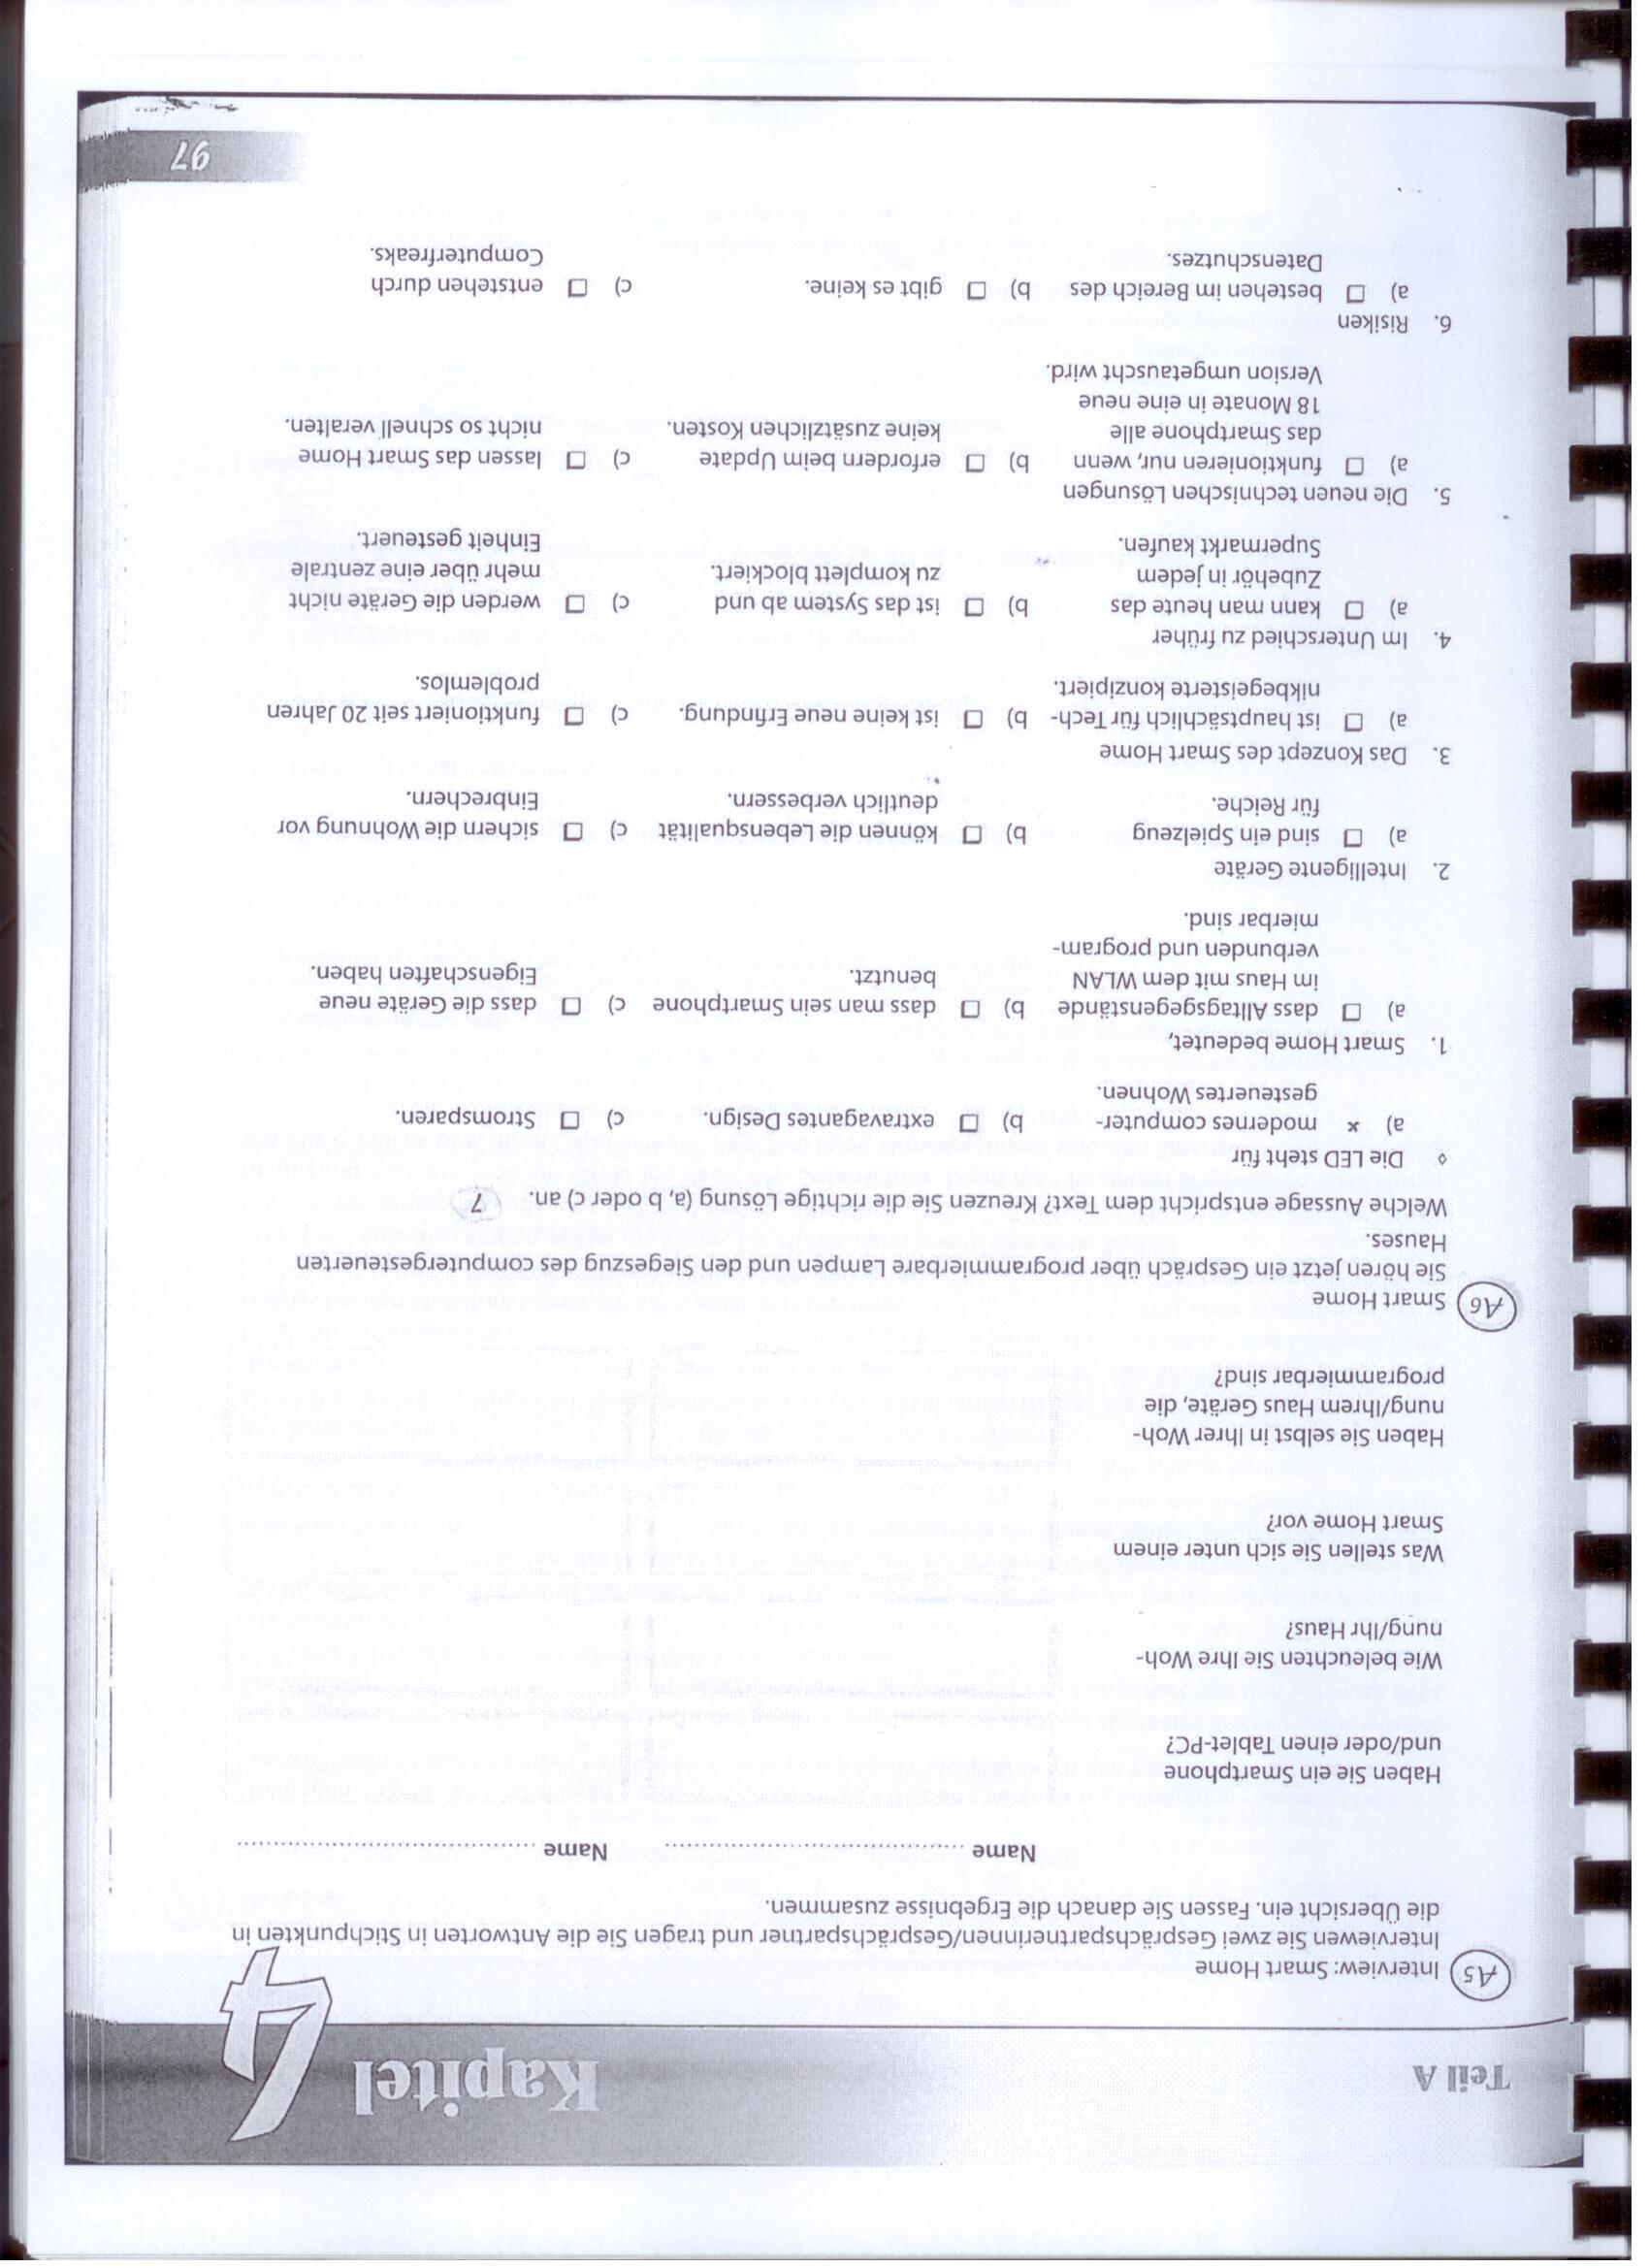 Teil A
Kapitel 4
A5 Interview: Smart Home
Interviewen Sie zwei Gesprächspartnerinnen/Gesprächspartner und tragen Sie die Antworten in Stichpunkten in
die Übersicht ein. Fassen Sie danach die Ergebnisse zusammen.
Name ........................................ Name ........................................
Haben Sie ein Smartphone
und/oder einen Tablet-PC?
Wie beleuchten Sie Ihre Woh-
nung/Ihr Haus?
Was stellen Sie sich unter einem
Smart Home vor?
Haben Sie selbst in Ihrer Woh-
nung/Ihrem Haus Geräte, die
programmierbar sind?
A6 Smart Home
Sie hören jetzt ein Gespräch über programmierbare Lampen und den Siegeszug des computergesteuerten
Hauses.
Welche Aussage entspricht dem Text? Kreuzen Sie die richtige Lösung (a, b oder c) an. 7
◊ Die LED steht für
a) × modernes computer-
gesteuertes Wohnen.
b) ☐ extravagantes Design.
c) ☐ Stromsparen.
1. Smart Home bedeutet,
a) ☐ dass Alltagsgegenstände
im Haus mit dem WLAN
verbunden und program-
mierbar sind.
b) ☐ dass man sein Smartphone
benutzt.
c) ☐ dass die Geräte neue
Eigenschaften haben.
2. Intelligente Geräte
a) ☐ sind ein Spielzeug
für Reiche.
b) ☐ können die Lebensqualität
deutlich verbessern.
c) ☐ sichern die Wohnung vor
Einbrechern.
3. Das Konzept des Smart Home
a) ☐ ist hauptsächlich für Tech-
nikbegeisterte konzipiert.
b) ☐ ist keine neue Erfindung.
c) ☐ funktioniert seit 20 Jahren
problemlos.
4. Im Unterschied zu früher
a) ☐ kann man heute das
Zubehör in jedem
Supermarkt kaufen.
b) ☐ ist das System ab und
zu komplett blockiert.
c) ☐ werden die Geräte nicht
mehr über eine zentrale
Einheit gesteuert.
5. Die neuen technischen Lösungen
a) ☐ funktionieren nur, wenn
das Smartphone alle
18 Monate in eine neue
Version umgetauscht wird.
b) ☐ erfordern beim Update
keine zusätzlichen Kosten.
c) ☐ lassen das Smart Home
nicht so schnell veralten.
6. Risiken
a) ☐ bestehen im Bereich des
Datenschutzes.
b) ☐ gibt es keine.
c) ☐ entstehen durch
Computerfreaks.
97